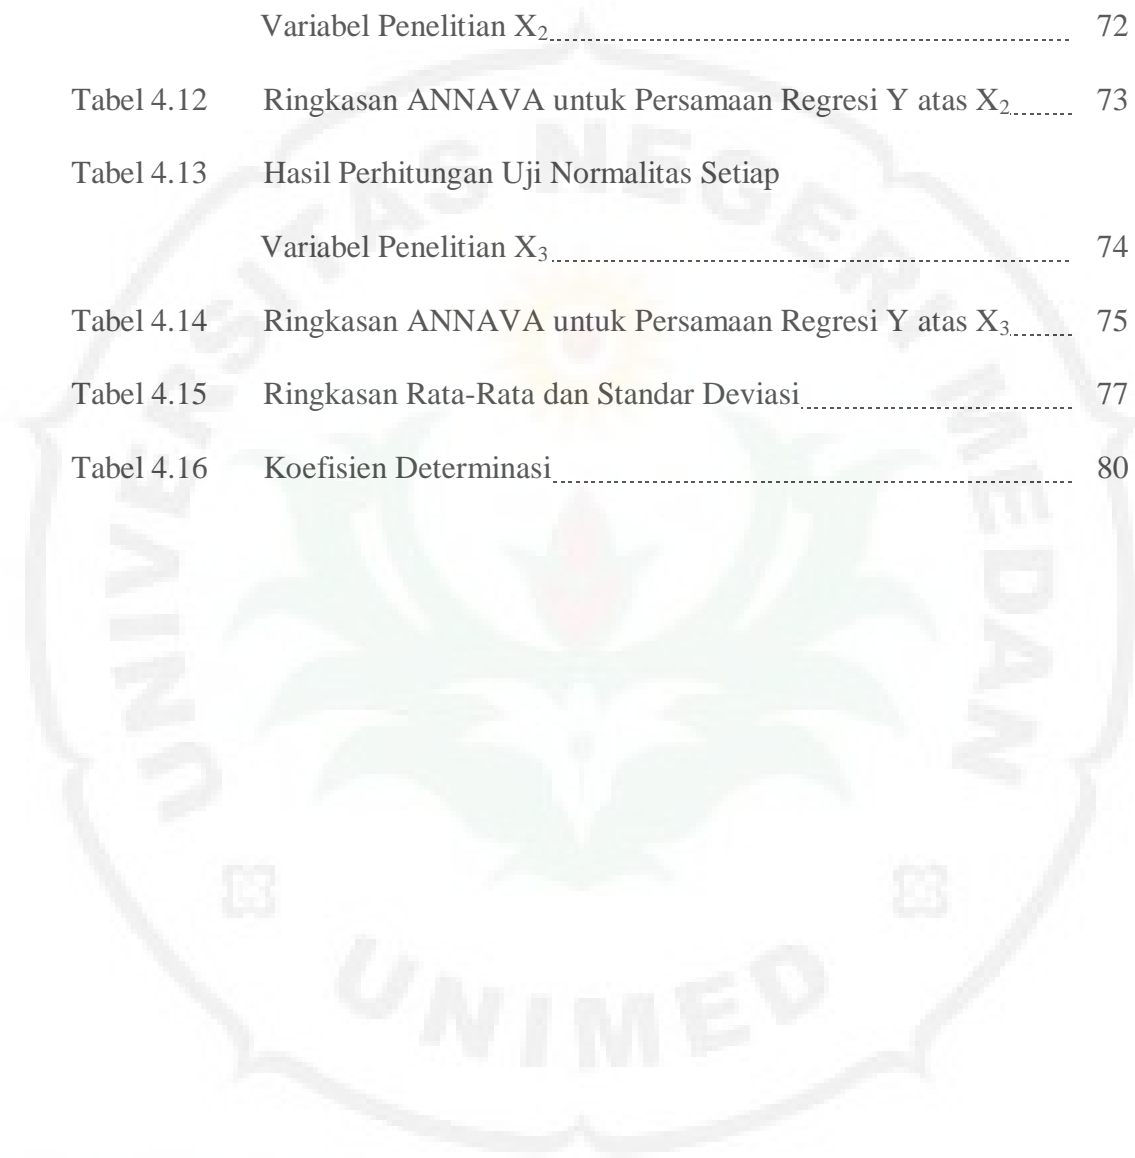 Variabel Penelitian X₂ 72
Tabel 4.12 Ringkasan ANNAVA untuk Persamaan Regresi Y atas X₂ 73
Tabel 4.13 Hasil Perhitungan Uji Normalitas Setiap
Variabel Penelitian X₃ 74
Tabel 4.14 Ringkasan ANNAVA untuk Persamaan Regresi Y atas X₃ 75
Tabel 4.15 Ringkasan Rata-Rata dan Standar Deviasi 77
Tabel 4.16 Koefisien Determinasi 80
UNIVERSITAS NEGERI MEDAN
UNIMED